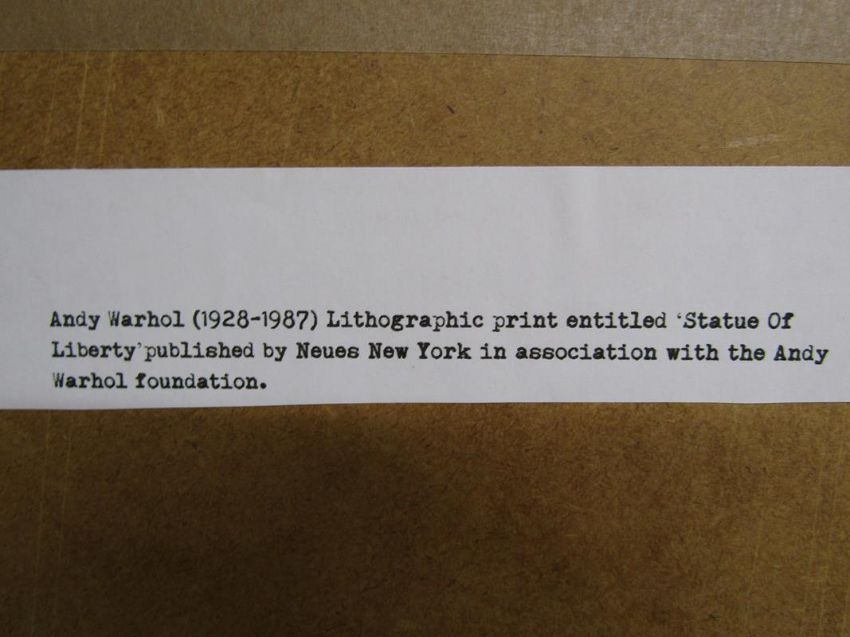 Andy Warhol (1928-1987) Lithographic print entitled 'Statue Of
Liberty'published by Neues New York in association with the Andy
Warhol foundation.